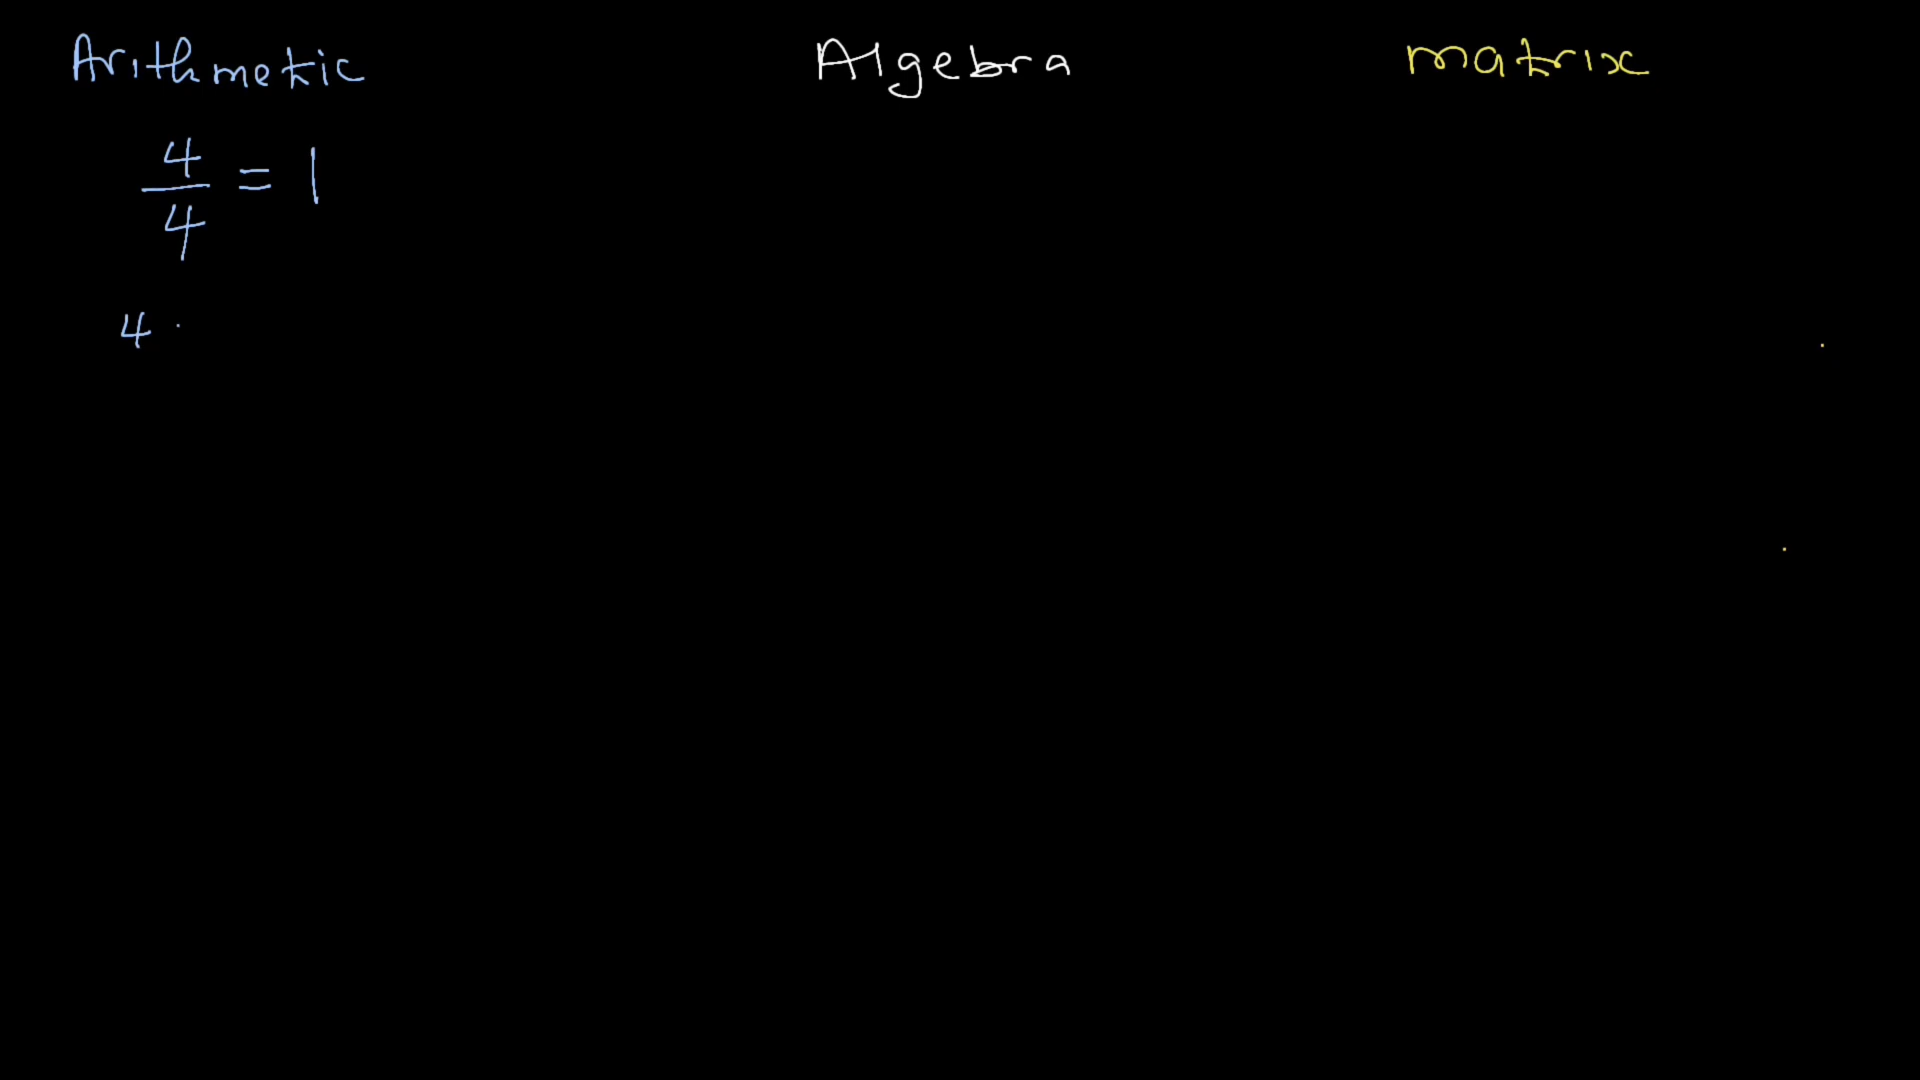 Arithmetic Algebra matrix
4/4 = 1
4 ·